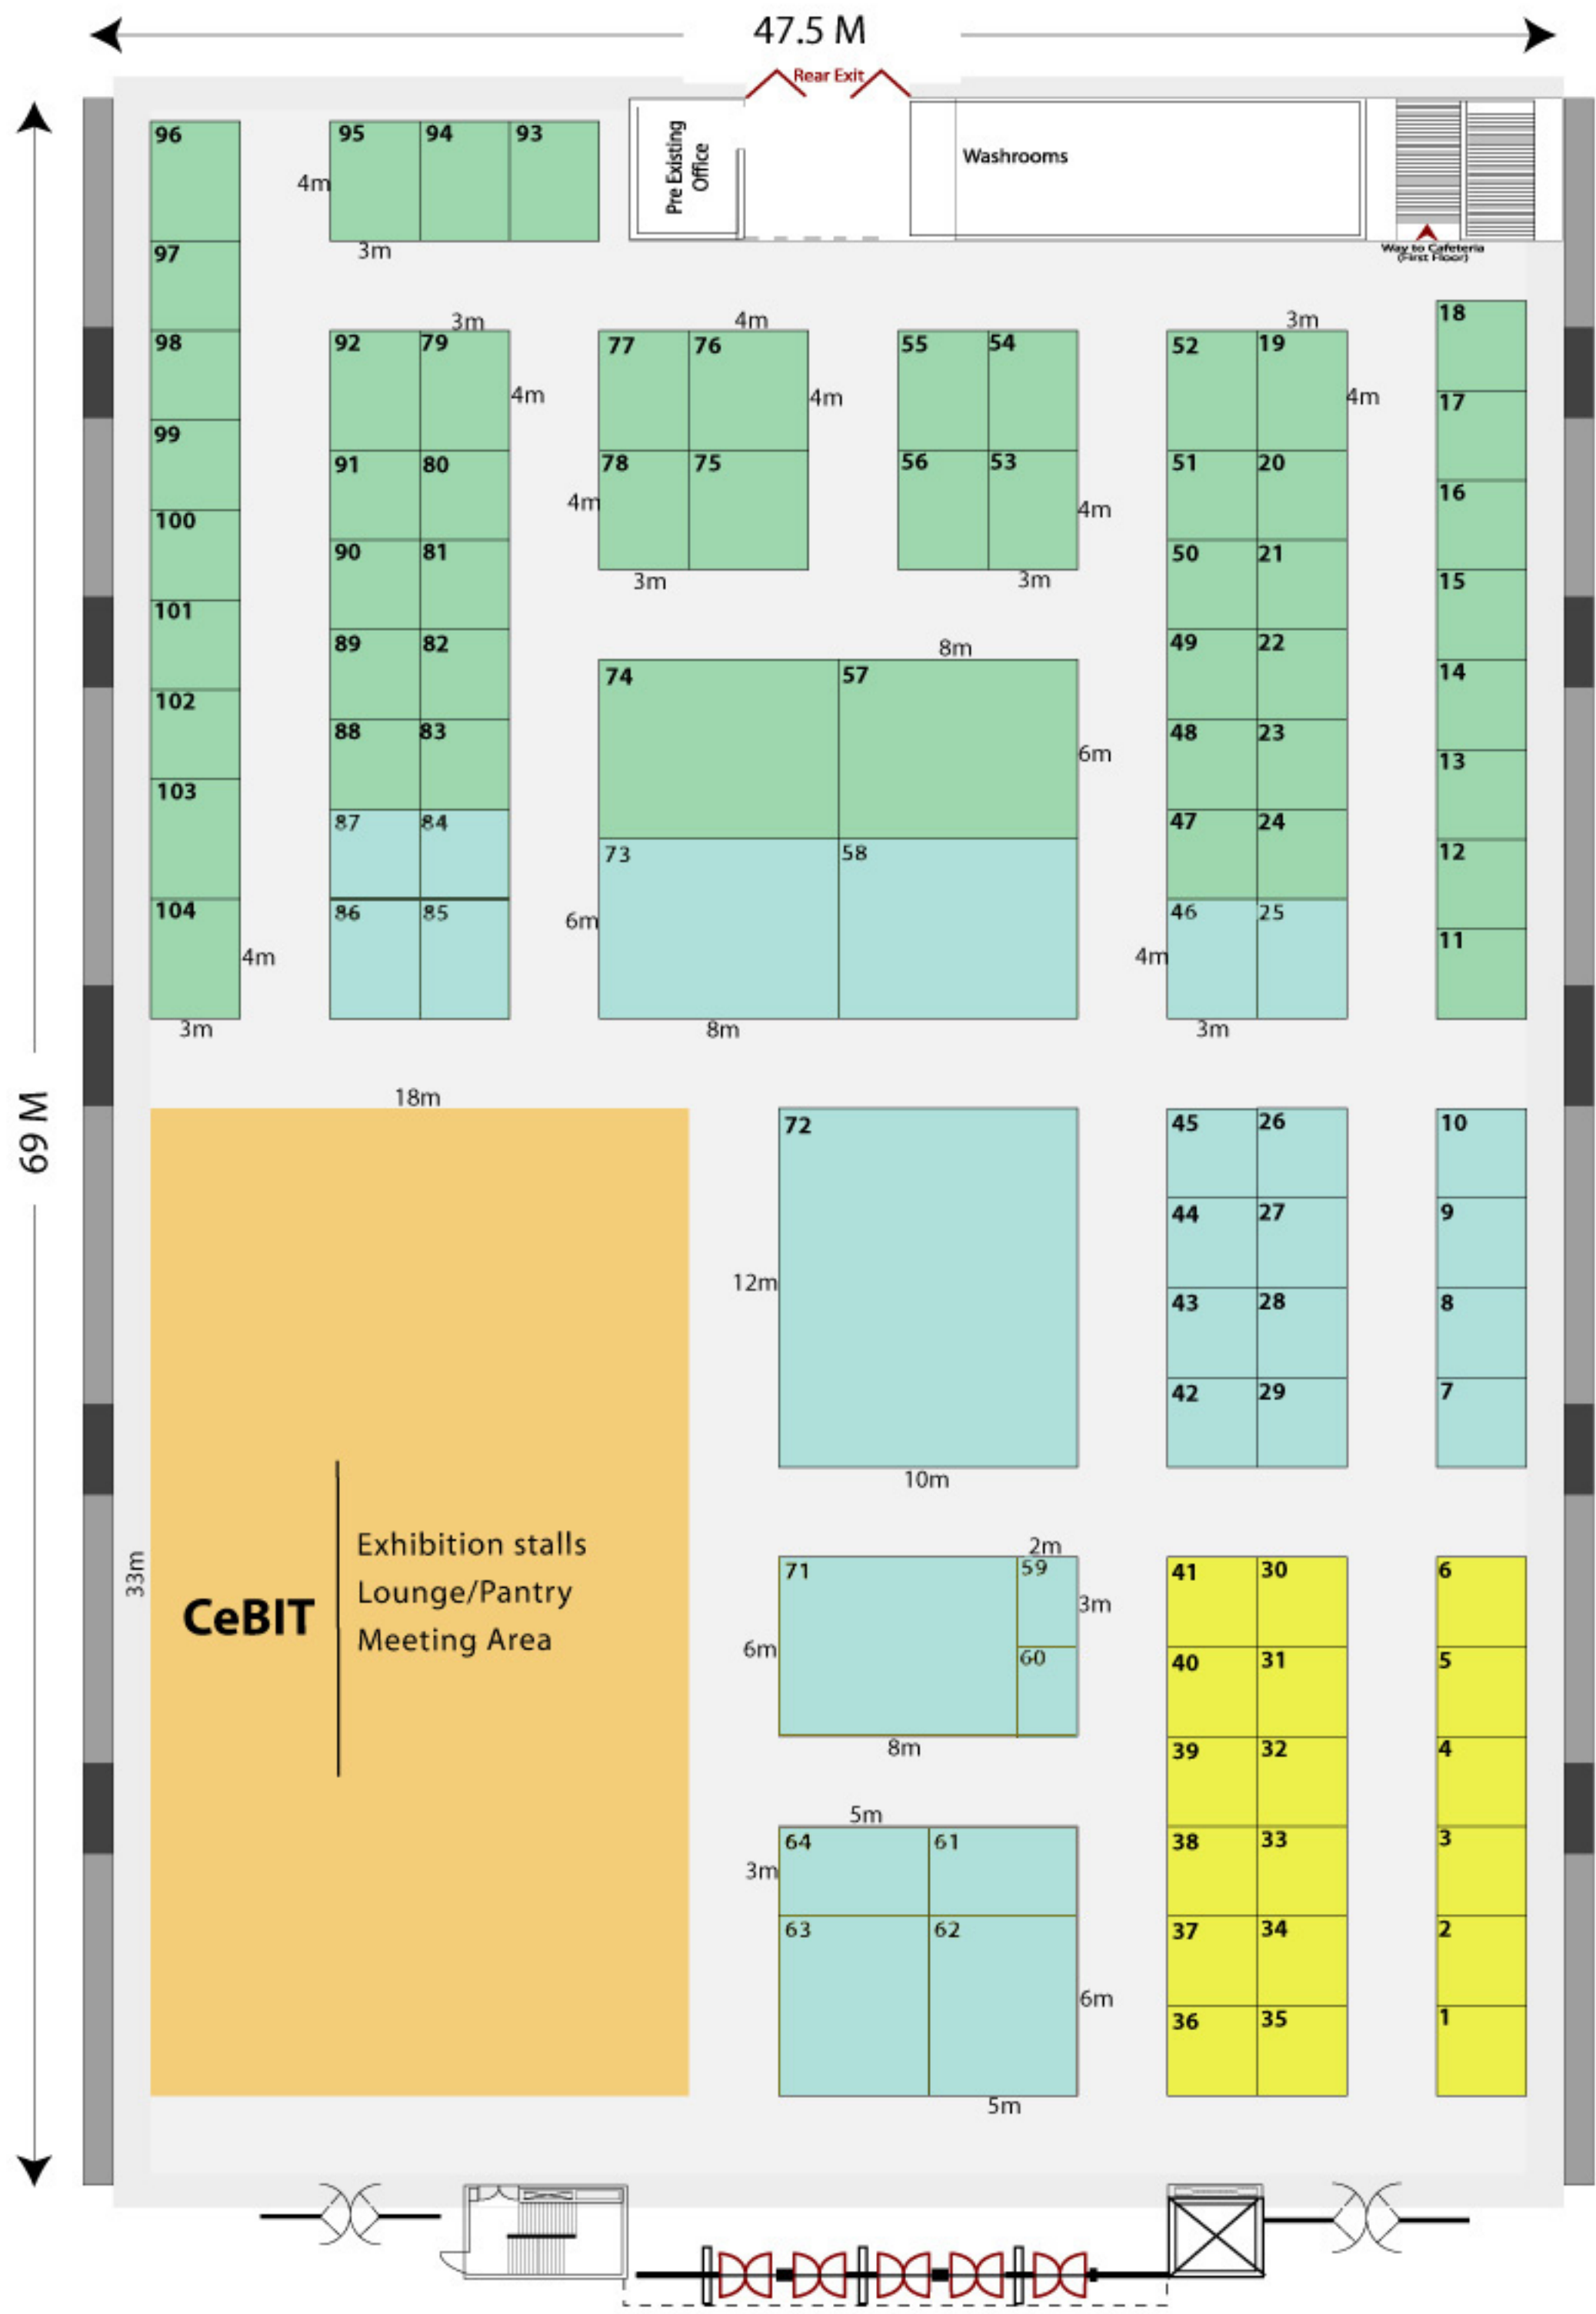 47.5 M
Rear Exit
96
95 94 93
Pre Existing
Office
Washrooms
4m
3m
Way to Cafeteria
(First Floor)
97
18
3m 4m 3m
98
92 79
77 76
55 54
52 19
4m 4m 4m
17
99
91 80
78 75
56 53
51 20
16
4m 4m
100
90 81
50 21
3m 3m
15
101
89 82
8m
49 22
74 57
14
102
88 83
6m
48 23
13
103
87 84
47 24
73 58
12
104
86 85
6m
46 25
11
4m 4m
3m 8m 3m
69 M
18m
72
45 26
10
44 27
9
12m
43 28
8
42 29
7
10m
33m
CeBIT
Exhibition stalls
Lounge/Pantry
Meeting Area
2m
71 59
3m
41 30
6
6m
60
40 31
5
8m
39 32
4
5m
64 61
3m
38 33
3
63 62
37 34
2
6m
36 35
1
5m